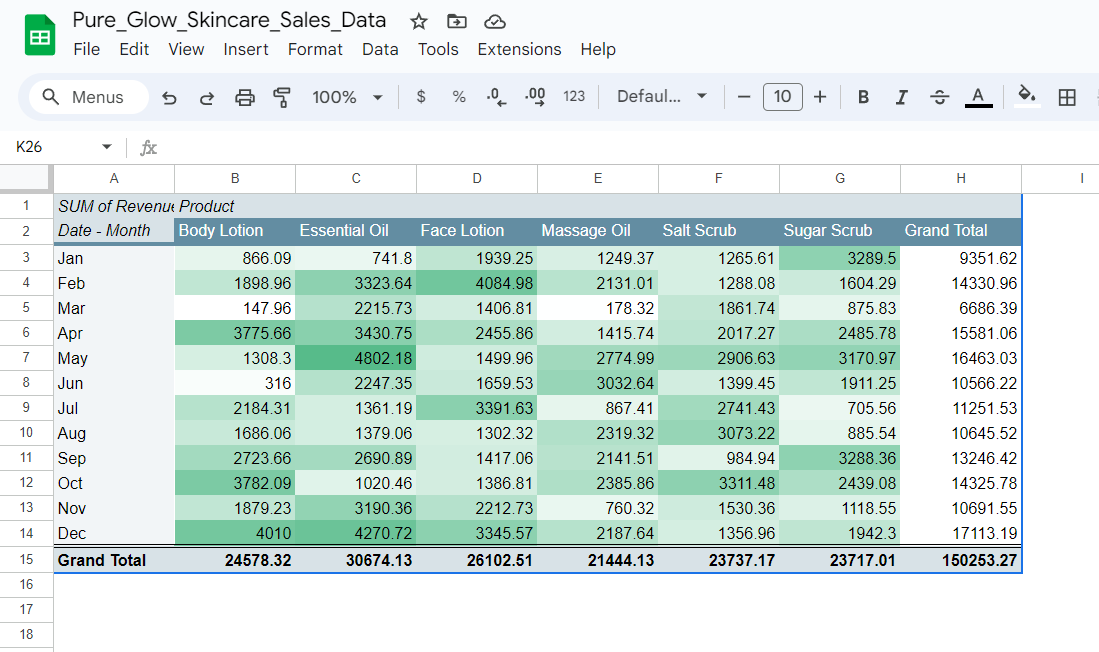 Pure_Glow_Skincare_Sales_Data
File Edit View Insert Format Data Tools Extensions Help
Menus 100% $ % .0 .00 123 Defaul... 10 B I A
K26 fx
A B C D E F G H I
1 SUM of Revenue Product
2 Date - Month Body Lotion Essential Oil Face Lotion Massage Oil Salt Scrub Sugar Scrub Grand Total
3 Jan 866.09 741.8 1939.25 1249.37 1265.61 3289.5 9351.62
4 Feb 1898.96 3323.64 4084.98 2131.01 1288.08 1604.29 14330.96
5 Mar 147.96 2215.73 1406.81 178.32 1861.74 875.83 6686.39
6 Apr 3775.66 3430.75 2455.86 1415.74 2017.27 2485.78 15581.06
7 May 1308.3 4802.18 1499.96 2774.99 2906.63 3170.97 16463.03
8 Jun 316 2247.35 1659.53 3032.64 1399.45 1911.25 10566.22
9 Jul 2184.31 1361.19 3391.63 867.41 2741.43 705.56 11251.53
10 Aug 1686.06 1379.06 1302.32 2319.32 3073.22 885.54 10645.52
11 Sep 2723.66 2690.89 1417.06 2141.51 984.94 3288.36 13246.42
12 Oct 3782.09 1020.46 1386.81 2385.86 3311.48 2439.08 14325.78
13 Nov 1879.23 3190.36 2212.73 760.32 1530.36 1118.55 10691.55
14 Dec 4010 4270.72 3345.57 2187.64 1356.96 1942.3 17113.19
15 Grand Total 24578.32 30674.13 26102.51 21444.13 23737.17 23717.01 150253.27
16
17
18